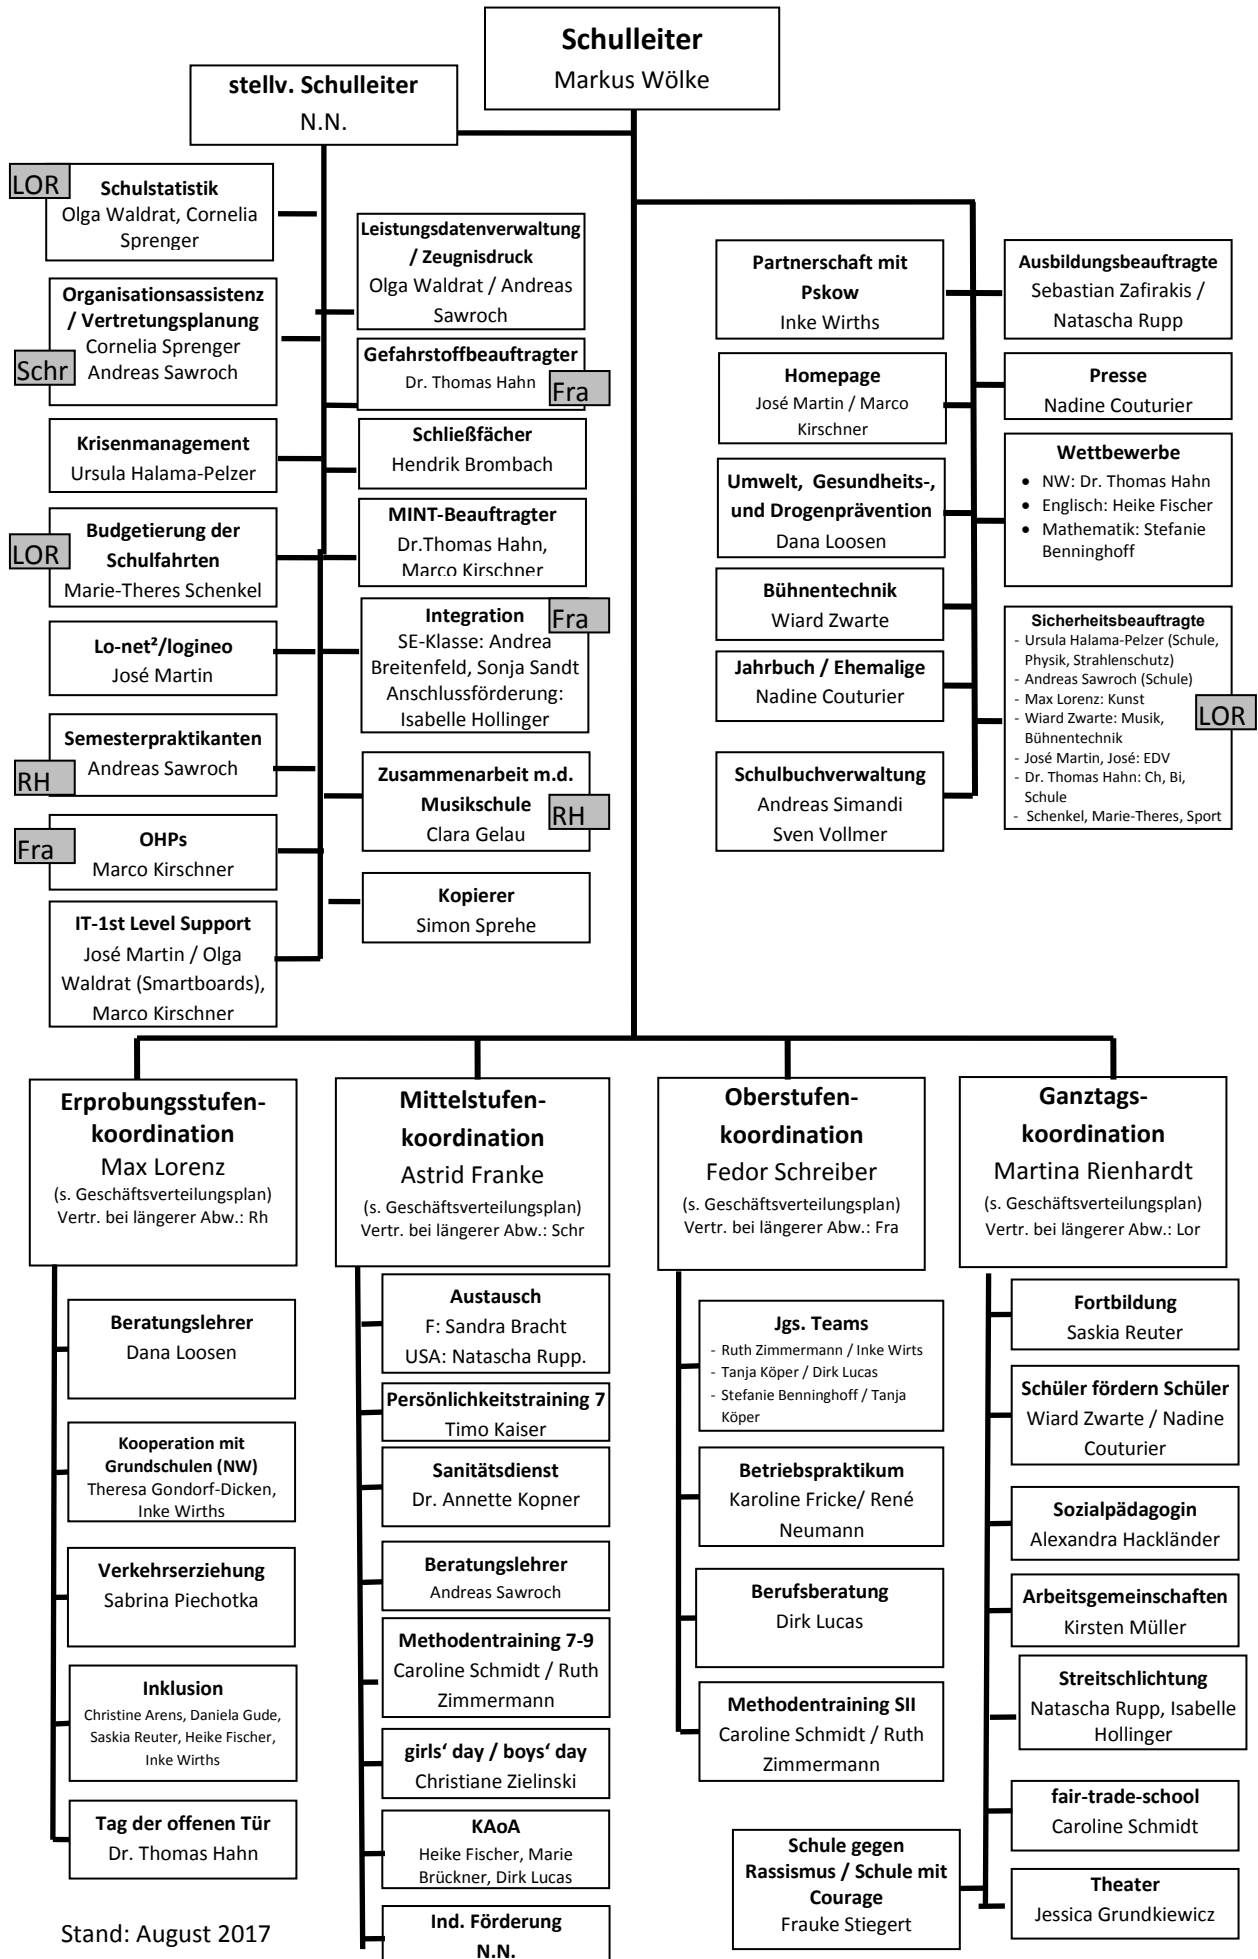 Schulleiter
Markus Wölke
stellv. Schulleiter
N.N.
LOR
Schulstatistik
Olga Waldrat, Cornelia
Sprenger
Organisationsassistenz
/ Vertretungsplanung
Cornelia Sprenger
Andreas Sawroch
Schr
Krisenmanagement
Ursula Halama-Pelzer
Budgetierung der
Schulfahrten
Marie-Theres Schenkel
LOR
Lo-net²/logineo
José Martin
Semesterpraktikanten
Andreas Sawroch
RH
OHPs
Marco Kirschner
Fra
IT-1st Level Support
José Martin / Olga
Waldrat (Smartboards),
Marco Kirschner
Leistungsdatenverwaltung
/ Zeugnisdruck
Olga Waldrat / Andreas
Sawroch
Gefahrstoffbeauftragter
Dr. Thomas Hahn
Fra
Schließfächer
Hendrik Brombach
MINT-Beauftragter
Dr.Thomas Hahn,
Marco Kirschner
Integration
Fra
SE-Klasse: Andrea
Breitenfeld, Sonja Sandt
Anschlussförderung:
Isabelle Hollinger
Zusammenarbeit m.d.
Musikschule
Clara Gelau
RH
Kopierer
Simon Sprehe
Partnerschaft mit
Pskow
Inke Wirths
Homepage
José Martin / Marco
Kirschner
Umwelt, Gesundheits-,
und Drogenprävention
Dana Loosen
Bühnentechnik
Wiard Zwarte
Jahrbuch / Ehemalige
Nadine Couturier
Schulbuchverwaltung
Andreas Simandi
Sven Vollmer
Ausbildungsbeauftragte
Sebastian Zafirakis /
Natascha Rupp
Presse
Nadine Couturier
Wettbewerbe
• NW: Dr. Thomas Hahn
• Englisch: Heike Fischer
• Mathematik: Stefanie
Benninghoff
Sicherheitsbeauftragte
- Ursula Halama-Pelzer (Schule,
Physik, Strahlenschutz)
- Andreas Sawroch (Schule)
- Max Lorenz: Kunst
- Wiard Zwarte: Musik,
Bühnentechnik
- José Martin, José: EDV
- Dr. Thomas Hahn: Ch, Bi,
Schule
- Schenkel, Marie-Theres, Sport
LOR
Erprobungsstufen-
koordination
Max Lorenz
(s. Geschäftsverteilungsplan)
Vertr. bei längerer Abw.: Rh
Beratungslehrer
Dana Loosen
Kooperation mit
Grundschulen (NW)
Theresa Gondorf-Dicken,
Inke Wirths
Verkehrserziehung
Sabrina Piechotka
Inklusion
Christine Arens, Daniela Gude,
Saskia Reuter, Heike Fischer,
Inke Wirths
Tag der offenen Tür
Dr. Thomas Hahn
Mittelstufen-
koordination
Astrid Franke
(s. Geschäftsverteilungsplan)
Vertr. bei längerer Abw.: Schr
Austausch
F: Sandra Bracht
USA: Natascha Rupp.
Persönlichkeitstraining 7
Timo Kaiser
Sanitätsdienst
Dr. Annette Kopner
Beratungslehrer
Andreas Sawroch
Methodentraining 7-9
Caroline Schmidt / Ruth
Zimmermann
girls‘ day / boys‘ day
Christiane Zielinski
KAoA
Heike Fischer, Marie
Brückner, Dirk Lucas
Ind. Förderung
N.N.
Oberstufen-
koordination
Fedor Schreiber
(s. Geschäftsverteilungsplan)
Vertr. bei längerer Abw.: Fra
Jgs. Teams
- Ruth Zimmermann / Inke Wirts
- Tanja Köper / Dirk Lucas
- Stefanie Benninghoff / Tanja
Köper
Betriebspraktikum
Karoline Fricke/ René
Neumann
Berufsberatung
Dirk Lucas
Methodentraining SII
Caroline Schmidt / Ruth
Zimmermann
Ganztags-
koordination
Martina Rienhardt
(s. Geschäftsverteilungsplan)
Vertr. bei längerer Abw.: Lor
Fortbildung
Saskia Reuter
Schüler fördern Schüler
Wiard Zwarte / Nadine
Couturier
Sozialpädagogin
Alexandra Hackländer
Arbeitsgemeinschaften
Kirsten Müller
Streitschlichtung
Natascha Rupp, Isabelle
Hollinger
fair-trade-school
Caroline Schmidt
Schule gegen
Rassismus / Schule mit
Courage
Frauke Stiegert
Theater
Jessica Grundkiewicz
Stand: August 2017